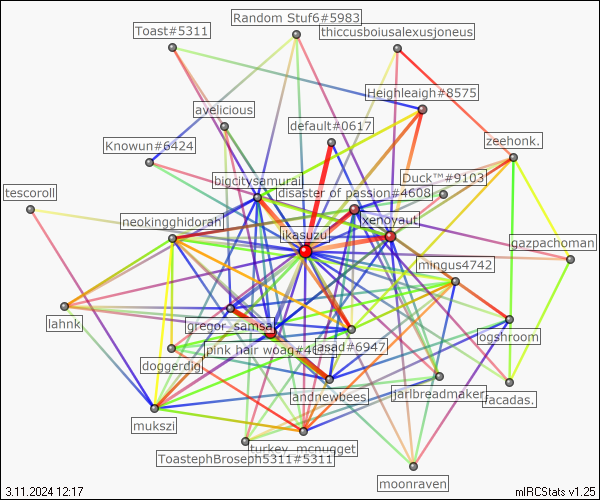 Random Stuf6#5983
Toast#5311
thiccusboiusalexusjoneus
Heighleaigh#8575
avelicious
default#0617
Knowun#6424
zeehonk.
Duck™#9103
bigcitysamurai
tescoroll
disaster of passion#4608
neokingghidorah
xenoyaut
ikasuzu
gazpachoman
mingus4742
lahnk
gregor_samsa
ogshroom
pink hair woag#4
asad#6947
doggerdig
andnewbees
jarlbreadmaker
facadas.
mukszi
turkey_mcnugget
ToastephBroseph5311#5311
moonraven
3.11.2024 12:17
mIRCStats v1.25